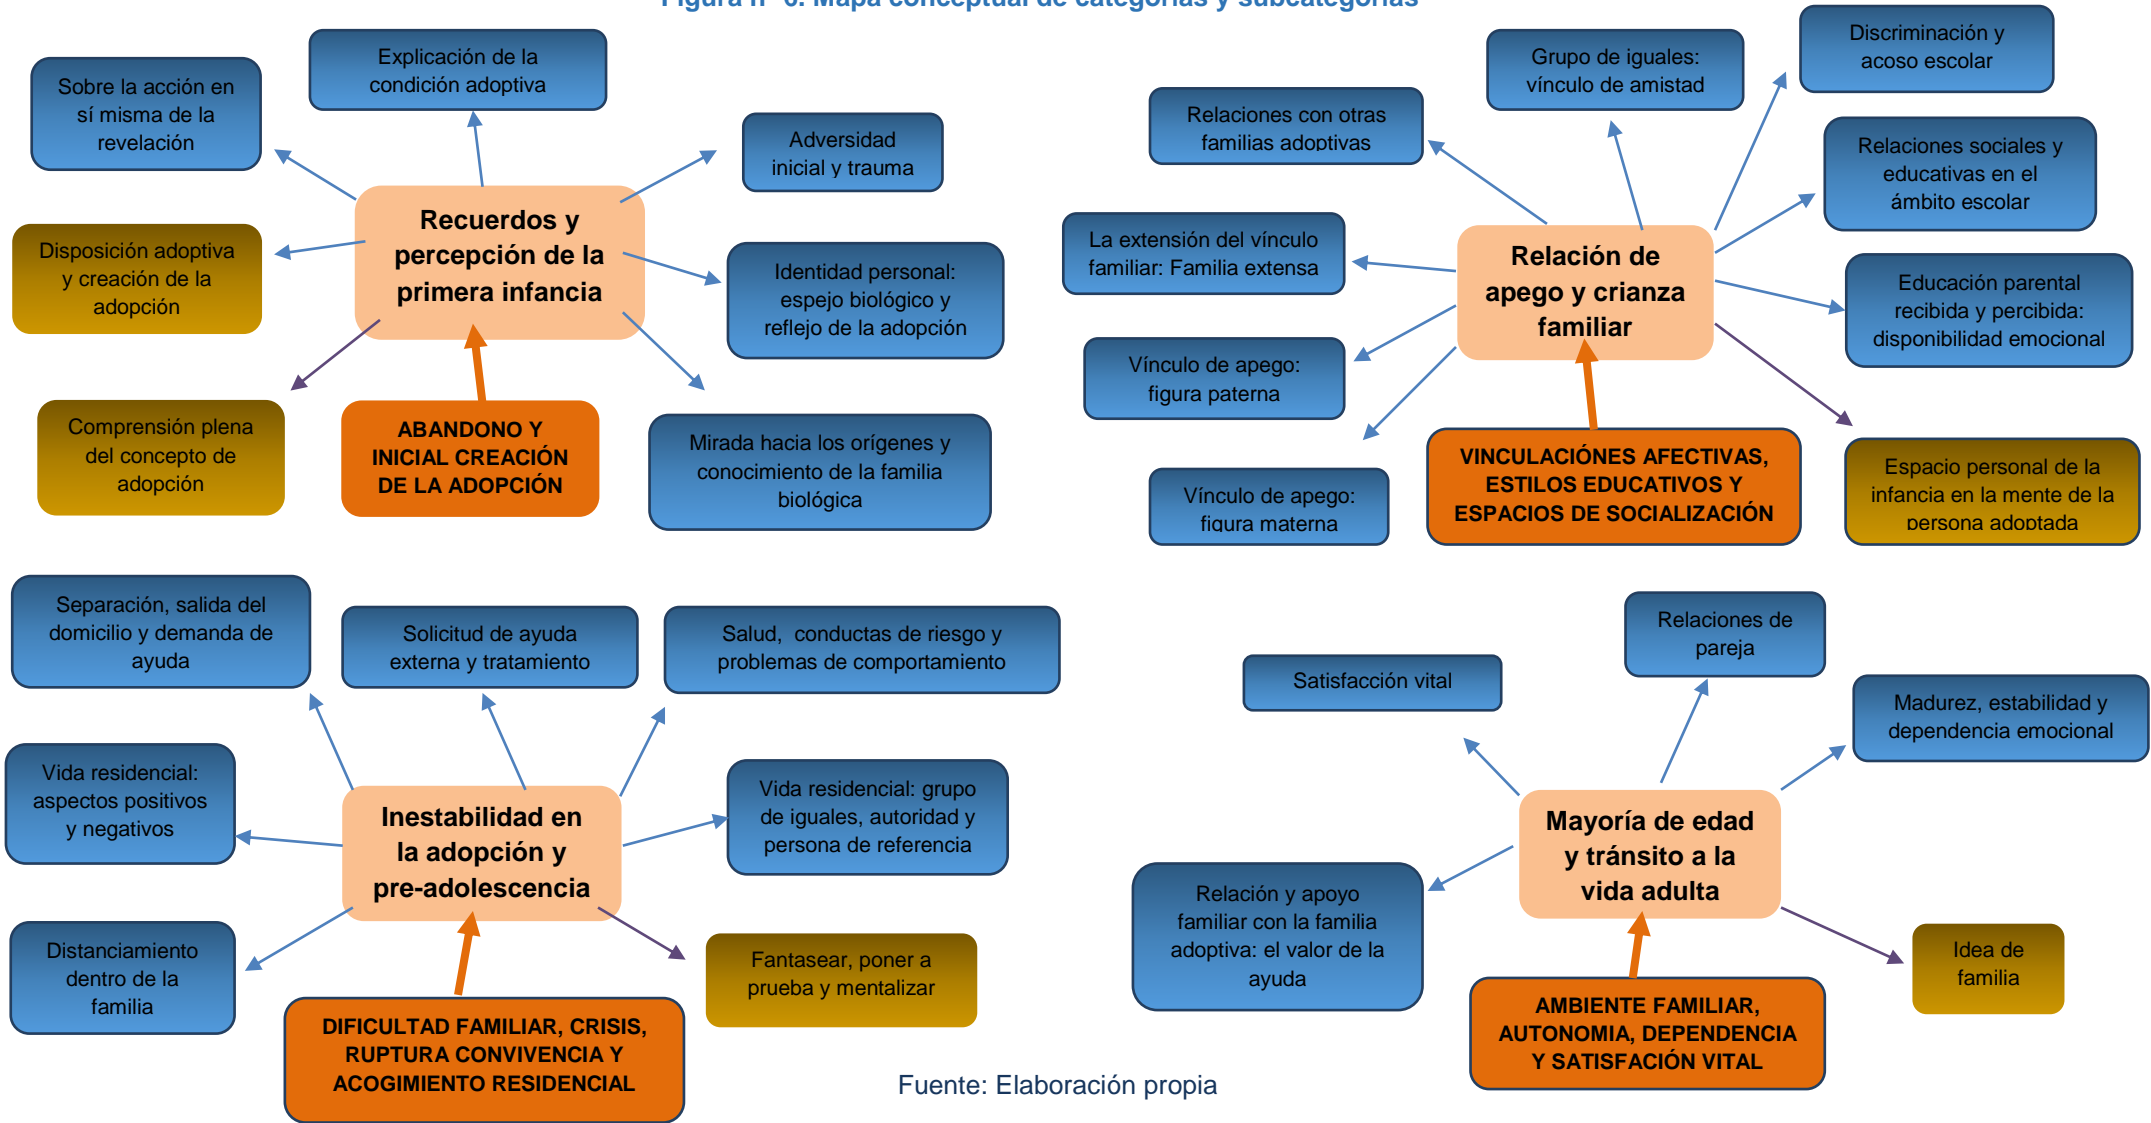 Figura nº 6. Mapa conceptual de categorías y subcategorías
Explicación de la
condición adoptiva
Sobre la acción en
sí misma de la
revelación
Adversidad
inicial y trauma
Recuerdos y
percepción de la
primera infancia
Disposición adoptiva
y creación de la
adopción
Identidad personal:
espejo biológico y
reflejo de la adopción
Comprensión plena
del concepto de
adopción
ABANDONO Y
INICIAL CREACIÓN
DE LA ADOPCIÓN
Mirada hacia los orígenes y
conocimiento de la familia
biológica
Discriminación y
acoso escolar
Grupo de iguales:
vínculo de amistad
Relaciones con otras
familias adoptivas
Relaciones sociales y
educativas en el
ámbito escolar
La extensión del vínculo
familiar: Familia extensa
Relación de
apego y crianza
familiar
Educación parental
recibida y percibida:
disponibilidad emocional
Vínculo de apego:
figura paterna
Vínculo de apego:
figura materna
VINCULACIÓNES AFECTIVAS,
ESTILOS EDUCATIVOS Y
ESPACIOS DE SOCIALIZACIÓN
Espacio personal de la
infancia en la mente de la
persona adoptada
Separación, salida del
domicilio y demanda de
ayuda
Solicitud de ayuda
externa y tratamiento
Salud,  conductas de riesgo y
problemas de comportamiento
Vida residencial:
aspectos positivos
y negativos
Inestabilidad en
la adopción y
pre-adolescencia
Vida residencial: grupo
de iguales, autoridad y
persona de referencia
Distanciamiento
dentro de la
familia
Fantasear, poner a
prueba y mentalizar
DIFICULTAD FAMILIAR, CRISIS,
RUPTURA CONVIVENCIA Y
ACOGIMIENTO RESIDENCIAL
Relaciones de
pareja
Satisfacción vital
Madurez, estabilidad y
dependencia emocional
Mayoría de edad
y tránsito a la
vida adulta
Relación y apoyo
familiar con la familia
adoptiva: el valor de la
ayuda
Idea de
familia
AMBIENTE FAMILIAR,
AUTONOMIA, DEPENDENCIA
Y SATISFACIÓN VITAL
Fuente: Elaboración propia